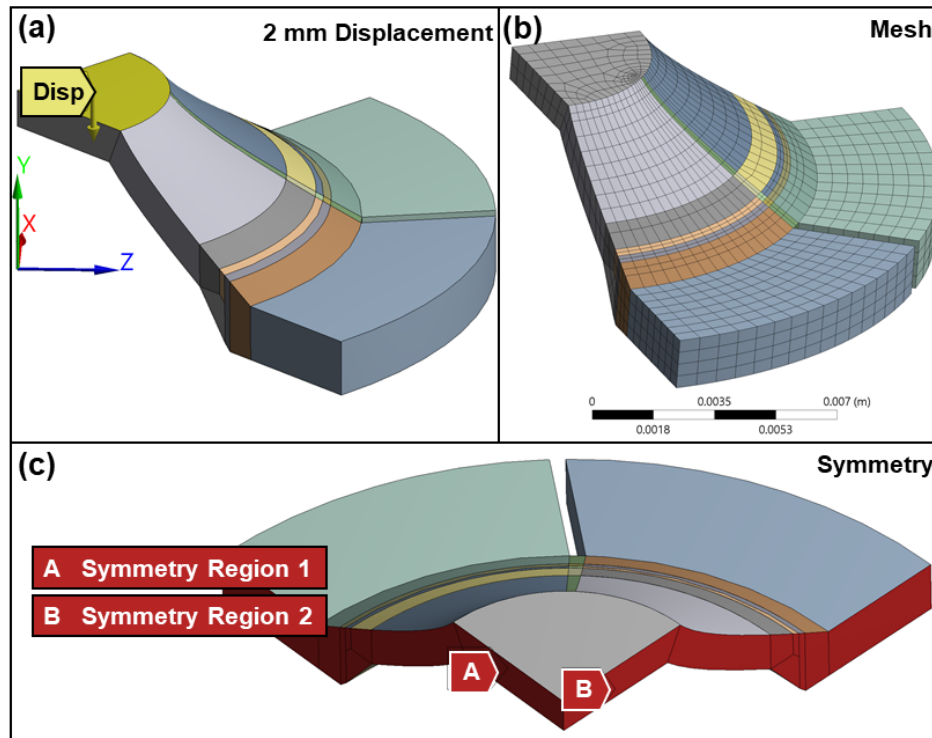 (a)
2 mm Displacement
Disp
Y
X
Z
(b)
Mesh
0 0.0035 0.007 (m)
0.0018 0.0053
(c)
Symmetry
A Symmetry Region 1
B Symmetry Region 2
A
B